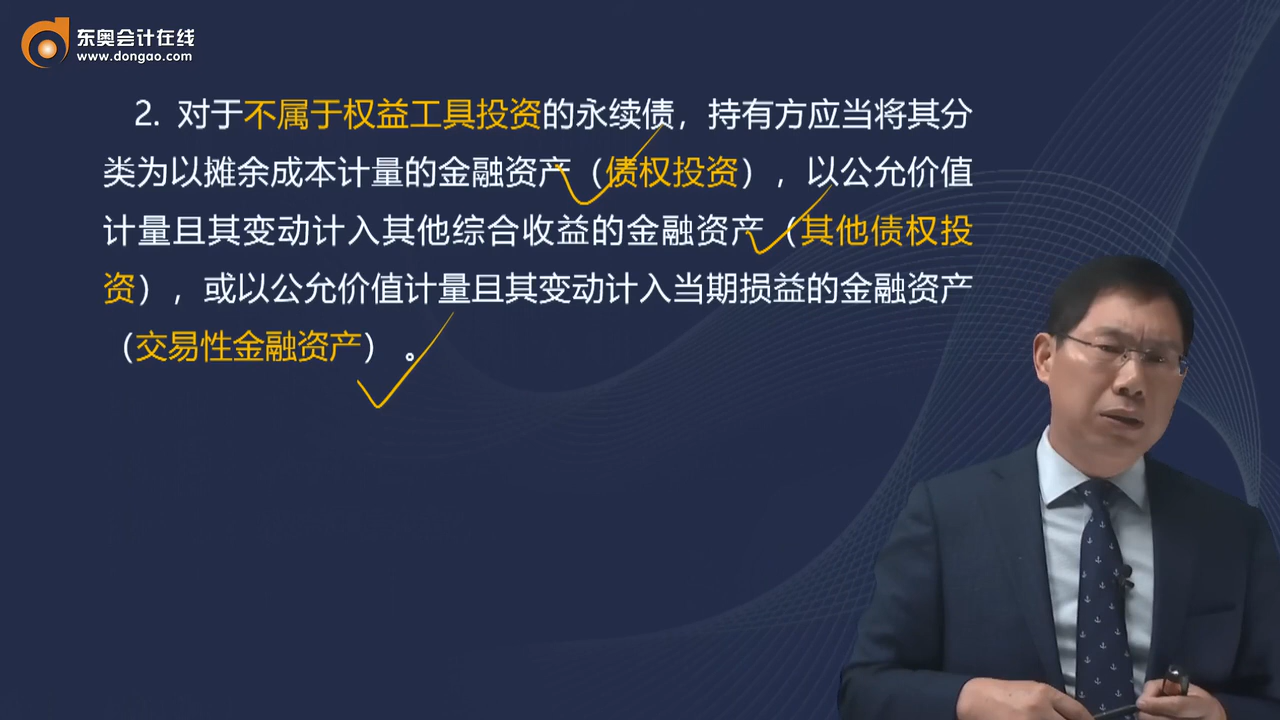 东奥会计在线
www.dongao.com
2. 对于不属于权益工具投资的永续债，持有方应当将其分
类为以摊余成本计量的金融资产（债权投资），以公允价值
计量且其变动计入其他综合收益的金融资产（其他债权投
资），或以公允价值计量且其变动计入当期损益的金融资产
（交易性金融资产）。